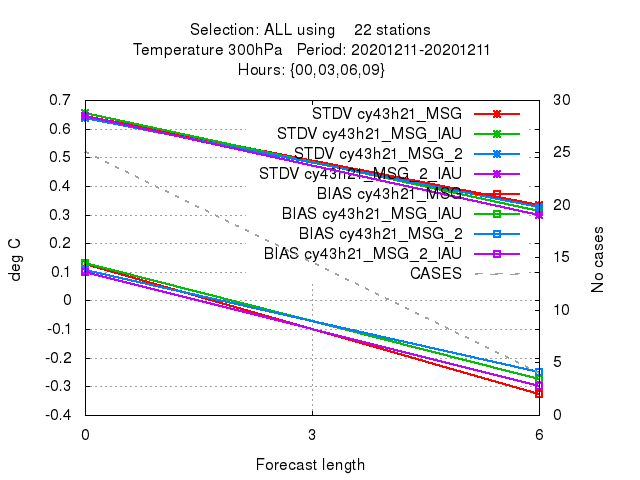 Selection: ALL using 22 stations
Temperature 300hPa Period: 20201211-20201211
Hours: {00,03,06,09}
0.7
0.6
0.5
0.4
0.3
0.2
0.1
0
-0.1
-0.2
-0.3
-0.4
deg C
30
25
20
15
10
5
0
No cases
STDV cy43h21_MSG
STDV cy43h21_MSG_IAU
STDV cy43h21_MSG_2
STDV cy43h21_MSG_2_IAU
BIAS cy43h21_MSG
BIAS cy43h21_MSG_IAU
BIAS cy43h21_MSG_2
BIAS cy43h21_MSG_2_IAU
CASES
0 3 6
Forecast length